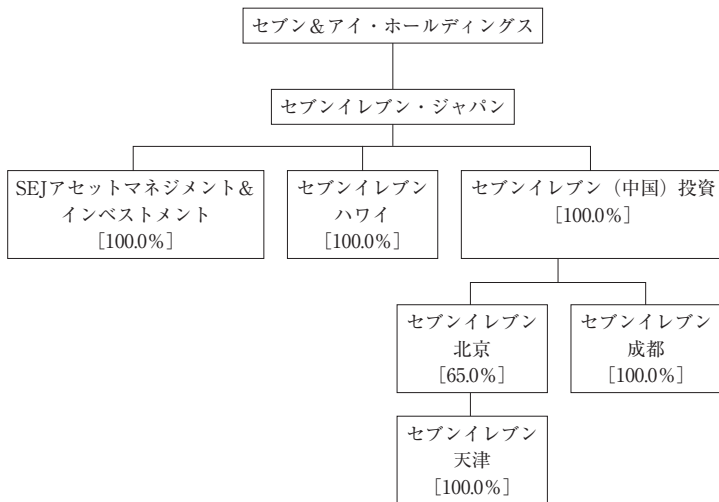 セブン&アイ・ホールディングス
セブンイレブン・ジャパン
SEJアセットマネジメント&
インベストメント
[100.0%]
セブンイレブン
ハワイ
[100.0%]
セブンイレブン（中国）投資
[100.0%]
セブンイレブン
北京
[65.0%]
セブンイレブン
成都
[100.0%]
セブンイレブン
天津
[100.0%]